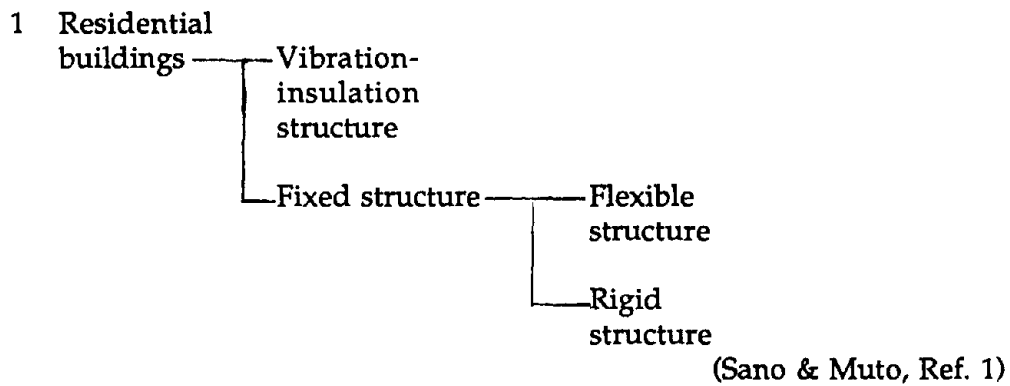 1 Residential
buildings
Vibration-
insulation
structure
Fixed structure
Flexible
structure
Rigid
structure
(Sano & Muto, Ref. 1)